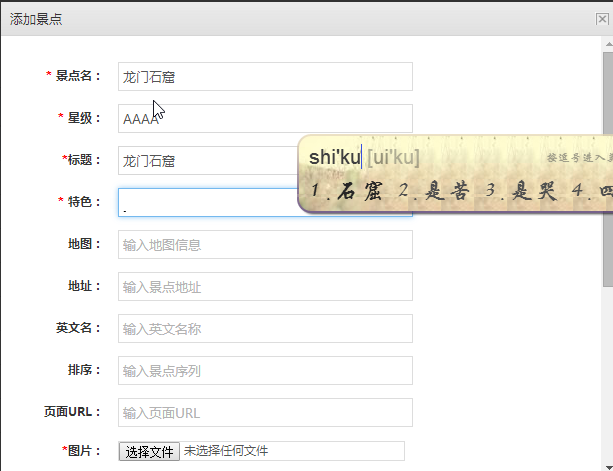 添加景点
* 景点名： 龙门石窟
* 星级： AAAA
*标题： 龙门石窟
* 特色：
shi'ku [ui'ku] 按逗号进入英
1.石窟 2.是苦 3.是哭 4.四
地图： 输入地图信息
地址： 输入景点地址
英文名： 输入英文名称
排序： 输入景点序列
页面URL： 输入页面URL
*图片： 选择文件 未选择任何文件